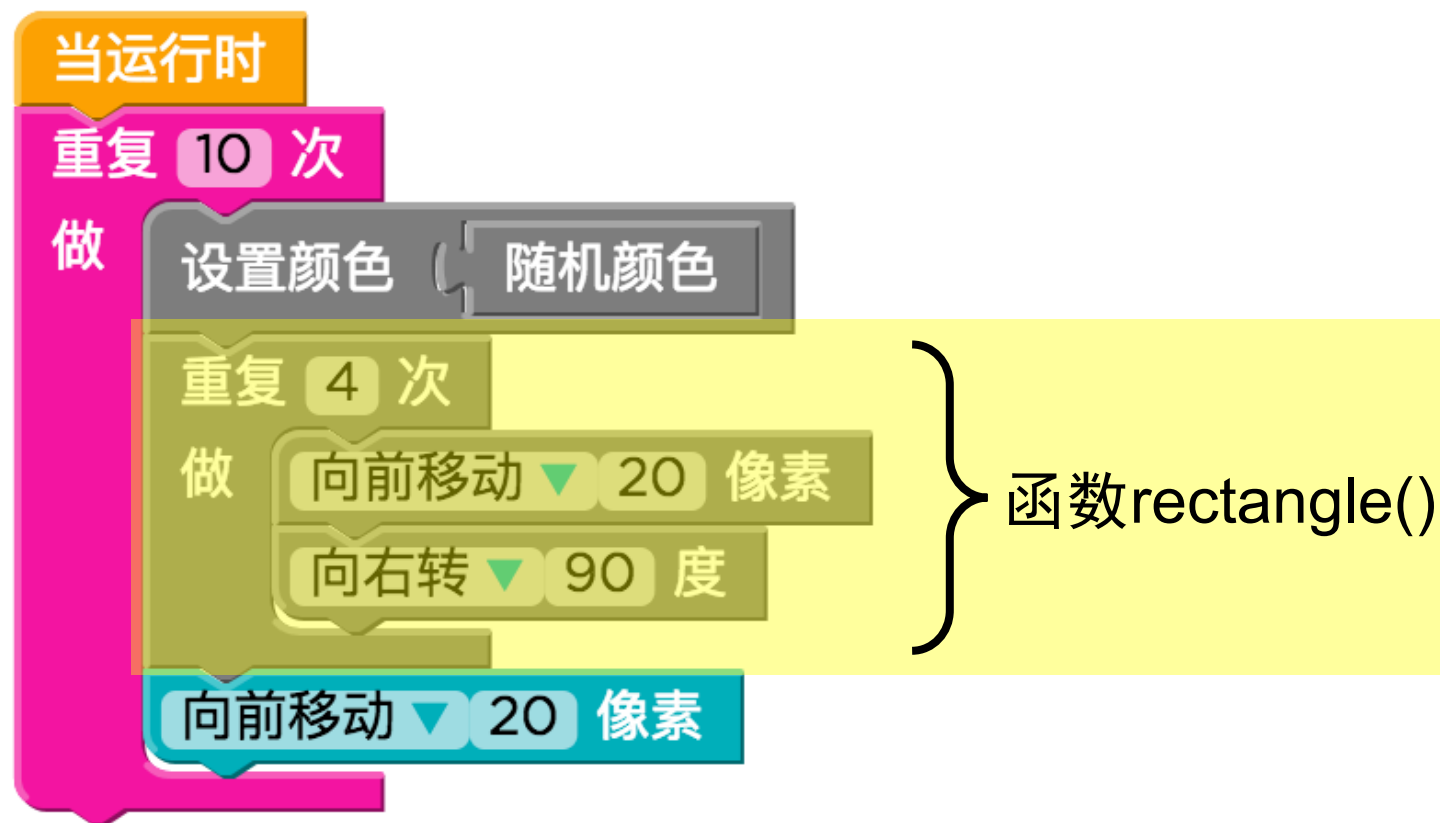 当运行时
重复 10 次
做
设置颜色 随机颜色
重复 4 次
做 向前移动 20 像素
向右转 90 度
函数rectangle()
向前移动 20 像素